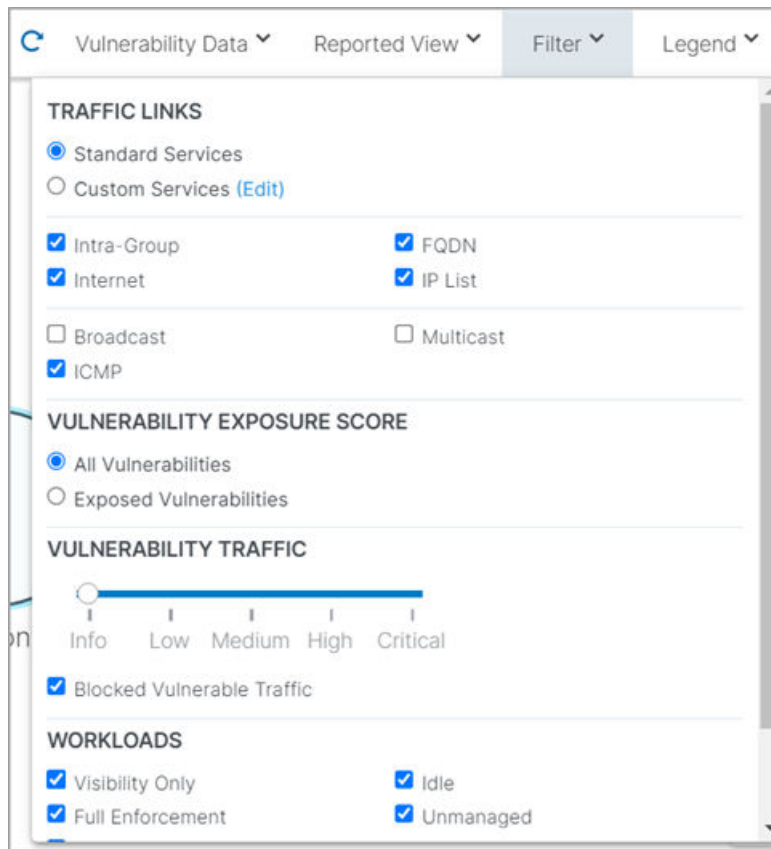 Vulnerability Data Reported View Filter Legend
TRAFFIC LINKS
Standard Services
Custom Services (Edit)
Intra-Group FQDN
Internet IP List
Broadcast Multicast
ICMP
VULNERABILITY EXPOSURE SCORE
All Vulnerabilities
Exposed Vulnerabilities
VULNERABILITY TRAFFIC
on Info Low Medium High Critical
Blocked Vulnerable Traffic
WORKLOADS
Visibility Only Idle
Full Enforcement Unmanaged